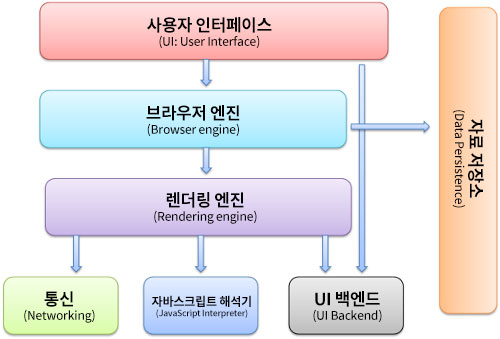 사용자 인터페이스
(UI: User Interface)
브라우저 엔진
(Browser engine)
자료 저장소
(Data Persistence)
렌더링 엔진
(Rendering engine)
통신
(Networking)
자바스크립트 해석기
(JavaScript Interpreter)
UI 백엔드
(UI Backend)